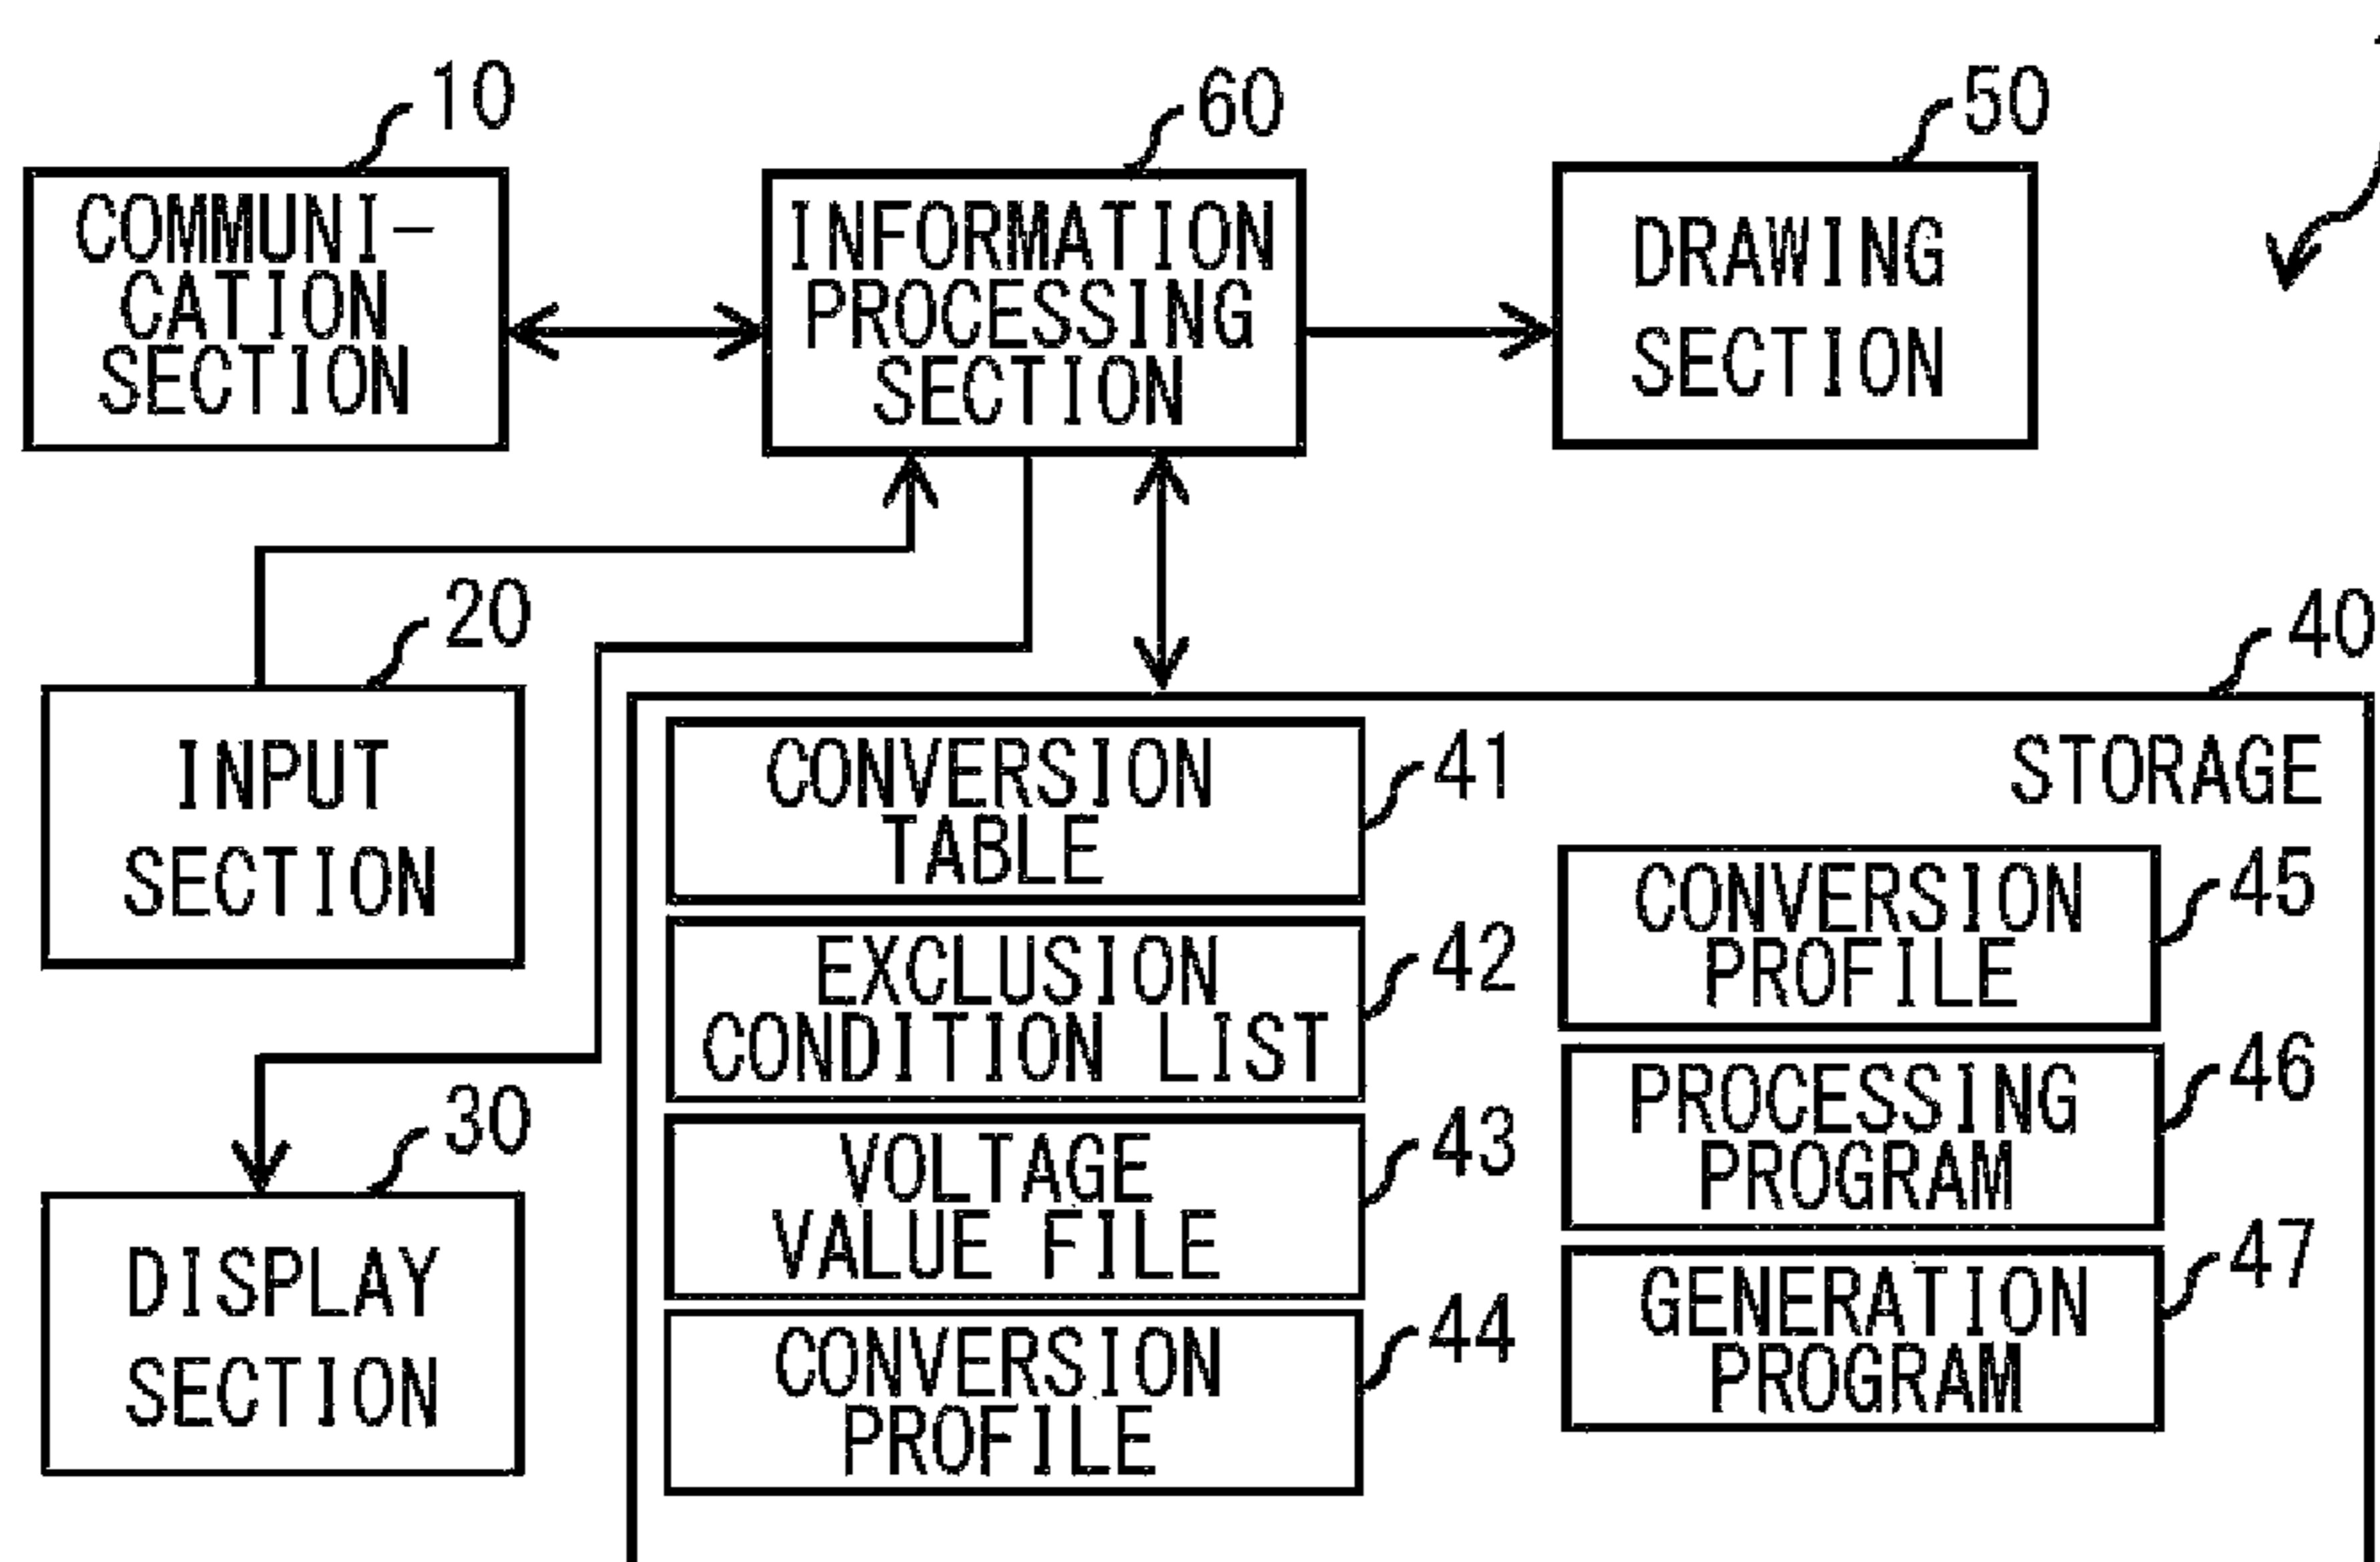 10
COMMUNI-
CATION
SECTION
60
INFORMATION
PROCESSING
SECTION
50
DRAWING
SECTION
20
INPUT
SECTION
30
DISPLAY
SECTION
40
STORAGE
CONVERSION
TABLE
41
EXCLUSION
CONDITION LIST
42
VOLTAGE
VALUE FILE
43
CONVERSION
PROFILE
44
CONVERSION
PROFILE
45
PROCESSING
PROGRAM
46
GENERATION
PROGRAM
47